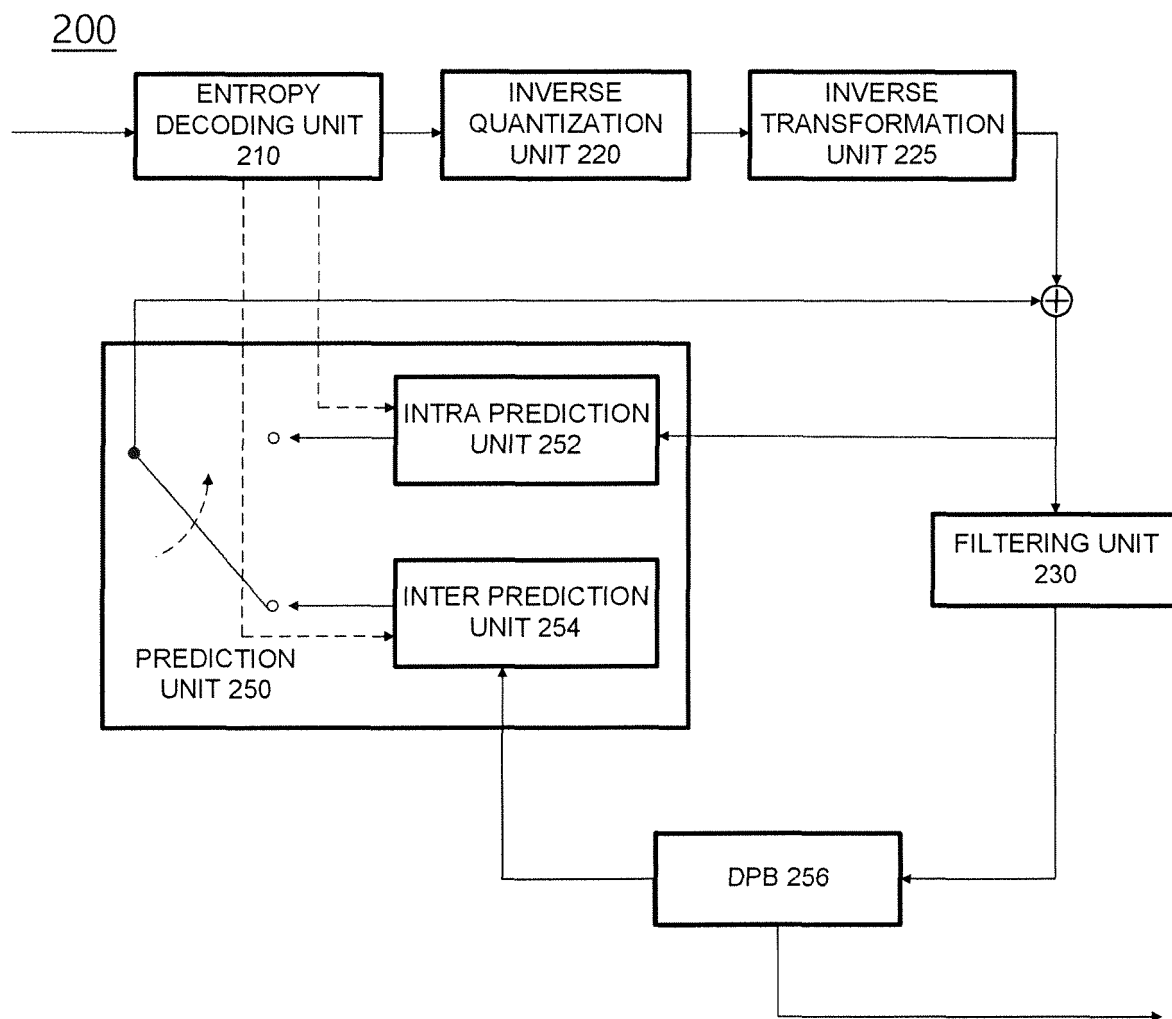 200
ENTROPY
DECODING UNIT
210
INVERSE
QUANTIZATION
UNIT 220
INVERSE
TRANSFORMATION
UNIT 225
INTRA PREDICTION
UNIT 252
FILTERING UNIT
230
INTER PREDICTION
UNIT 254
PREDICTION
UNIT 250
DPB 256